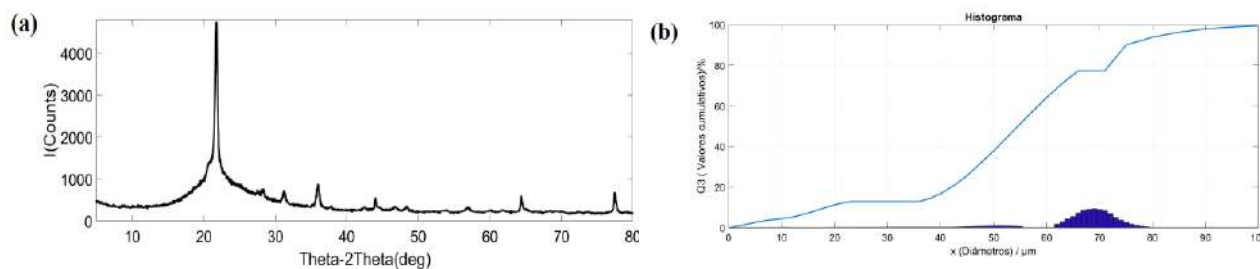 (a)
I(Counts)
4000
3000
2000
1000
0
10 20 30 40 50 60 70 80
Theta-2Theta(deg)
(b)
Histograma
Q3 ( Valores cumulativos)/%
100
80
60
40
20
0
0 10 20 30 40 50 60 70 80 90 100
x (Diámetros) / µm